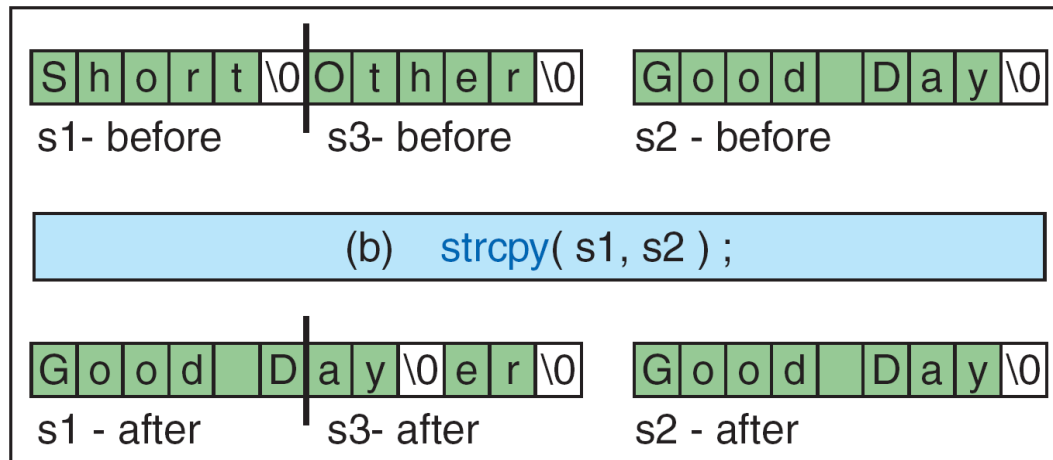 S h o r t \0 O t h e r \0 G o o d D a y \0
s1- before s3- before s2 - before
(b) strcpy( s1, s2 ) ;
G o o d D a y \0 e r \0 G o o d D a y \0
s1 - after s3- after s2 - after